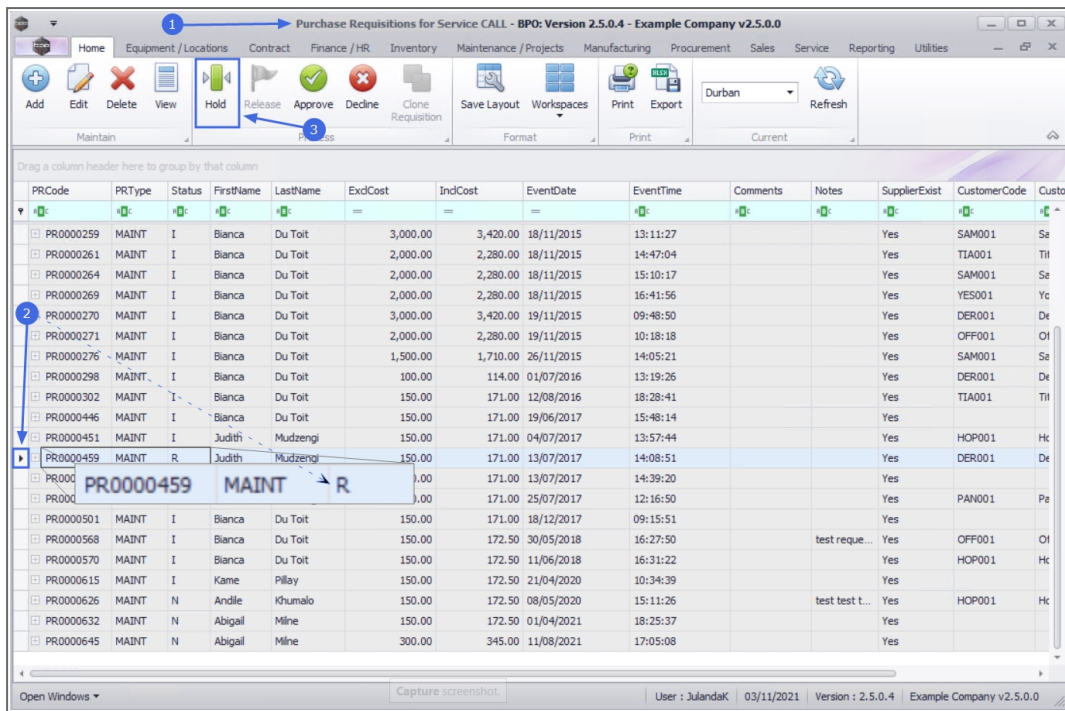 1
Purchase Requisitions for Service CALL - BPO: Version 2.5.0.4 - Example Company v2.5.0.0
Home Equipment / Locations Contract Finance / HR Inventory Maintenance / Projects Manufacturing Procurement Sales Service Reporting Utilities
Add Edit Delete View Hold Release Approve Decline Clone Requisition Save Layout Workspaces Print Export Durban Refresh
3
Maintain Format Print Current
Drag a column header here to group by that column
PRCode PRType Status FirstName LastName ExclCost InclCost EventDate EventTime Comments Notes SupplierExist CustomerCode Custo
PR0000259 MAINT I Bianca Du Toit 3,000.00 3,420.00 18/11/2015 13:11:27 Yes SAM001 Sa
PR0000261 MAINT I Bianca Du Toit 2,000.00 2,280.00 18/11/2015 14:47:04 Yes TIA001 Tit
PR0000264 MAINT I Bianca Du Toit 2,000.00 2,280.00 18/11/2015 15:10:17 Yes SAM001 Sa
PR0000269 MAINT I Bianca Du Toit 2,000.00 2,280.00 18/11/2015 16:41:56 Yes YES001 Yo
2
PR0000270 MAINT I Bianca Du Toit 3,000.00 3,420.00 19/11/2015 09:48:50 Yes DER001 De
PR0000271 MAINT I Bianca Du Toit 2,000.00 2,280.00 19/11/2015 10:18:18 Yes OFF001 Of
PR0000276 MAINT I Bianca Du Toit 1,500.00 1,710.00 26/11/2015 14:05:21 Yes SAM001 Sa
PR0000298 MAINT I Bianca Du Toit 100.00 114.00 01/07/2016 13:19:26 Yes DER001 De
PR0000302 MAINT I Bianca Du Toit 150.00 171.00 12/08/2016 18:28:41 Yes TIA001 Tit
PR0000446 MAINT I Bianca Du Toit 150.00 171.00 19/06/2017 15:48:14 Yes
PR0000451 MAINT I Judith Mudzengi 150.00 171.00 04/07/2017 13:57:44 Yes HOP001 Ho
PR0000459 MAINT R Judith Mudzengi 150.00 171.00 13/07/2017 14:08:51 Yes DER001 De
171.00 13/07/2017 14:39:20 Yes
PR0000459 MAINT R
171.00 25/07/2017 12:16:50 Yes PAN001 Pa
PR0000501 MAINT I Bianca Du Toit 150.00 171.00 18/12/2017 09:15:51 Yes
PR0000568 MAINT I Bianca Du Toit 150.00 172.50 30/05/2018 16:27:50 test reque... Yes OFF001 Of
PR0000570 MAINT I Bianca Du Toit 150.00 172.50 11/06/2018 16:31:22 Yes HOP001 Ho
PR0000615 MAINT I Kame Pillay 150.00 172.50 21/04/2020 10:34:39 Yes
PR0000626 MAINT N Andile Khumalo 150.00 172.50 08/05/2020 15:11:26 test test t... Yes HOP001 Ho
PR0000632 MAINT N Abigail Milne 150.00 172.50 01/04/2021 18:25:37 Yes
PR0000645 MAINT N Abigail Milne 300.00 345.00 11/08/2021 17:05:08 Yes
Open Windows Capture screenshot. User : JulandaK 03/11/2021 Version : 2.5.0.4 Example Company v2.5.0.0